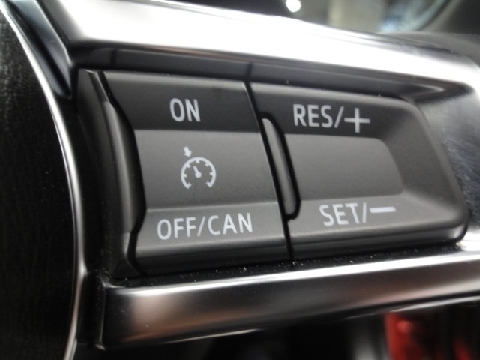 ON
RES/+
OFF/CAN
SET/–